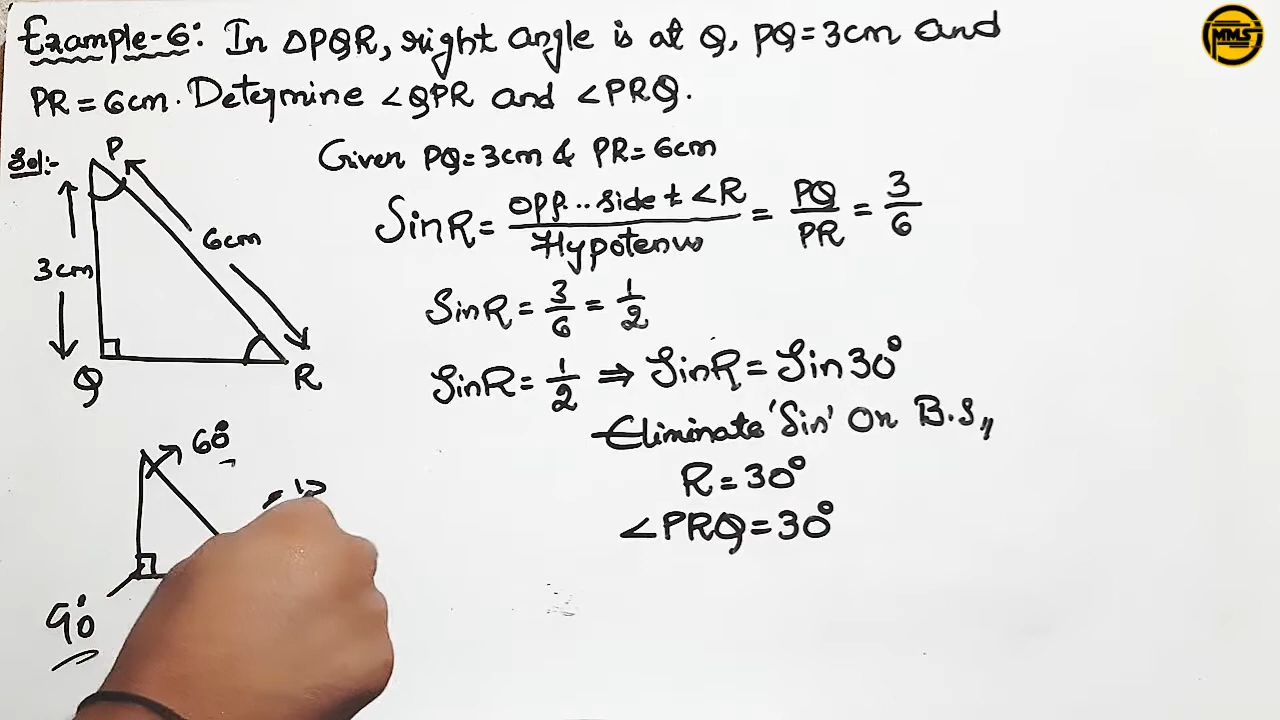 Example-6: In ΔPQR, right angle is at Q, PQ=3cm and
PR=6cm. Determine ∠QPR and ∠PRQ.
MMS
Sol:-
P
3cm
6cm
Q
R
Given PQ=3cm & PR=6cm
SinR = Opp.. side t ∠R / Hypotenus = PQ/PR = 3/6
SinR = 3/6 = 1/2
SinR = 1/2 ⇒ SinR = Sin30°
Eliminate 'Sin' On B.S,,
R = 30°
∠PRQ = 30°
60°
90°